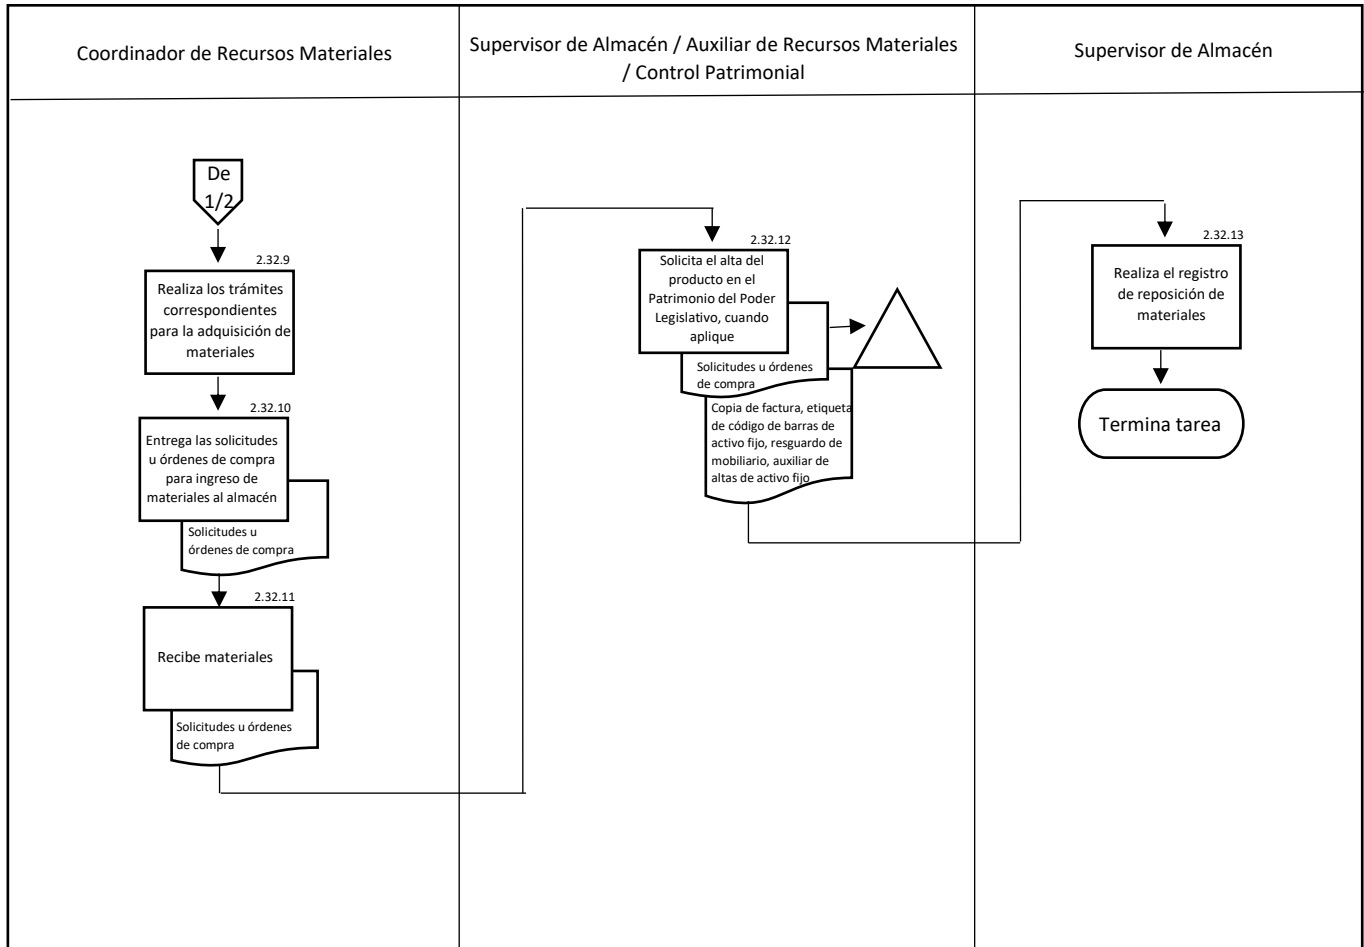 Coordinador de Recursos Materiales
Supervisor de Almacén / Auxiliar de Recursos Materiales
/ Control Patrimonial
Supervisor de Almacén
De
1/2
2.32.9
Realiza los trámites
correspondientes
para la adquisición de
materiales
2.32.10
Entrega las solicitudes
u órdenes de compra
para ingreso de
materiales al almacén
Solicitudes u
órdenes de compra
2.32.11
Recibe materiales
Solicitudes u órdenes
de compra
2.32.12
Solicita el alta del
producto en el
Patrimonio del Poder
Legislativo, cuando
aplique
Solicitudes u órdenes
de compra
Copia de factura, etiqueta
de código de barras de
activo fijo, resguardo de
mobiliario, auxiliar de
altas de activo fijo
2.32.13
Realiza el registro
de reposición de
materiales
Termina tarea